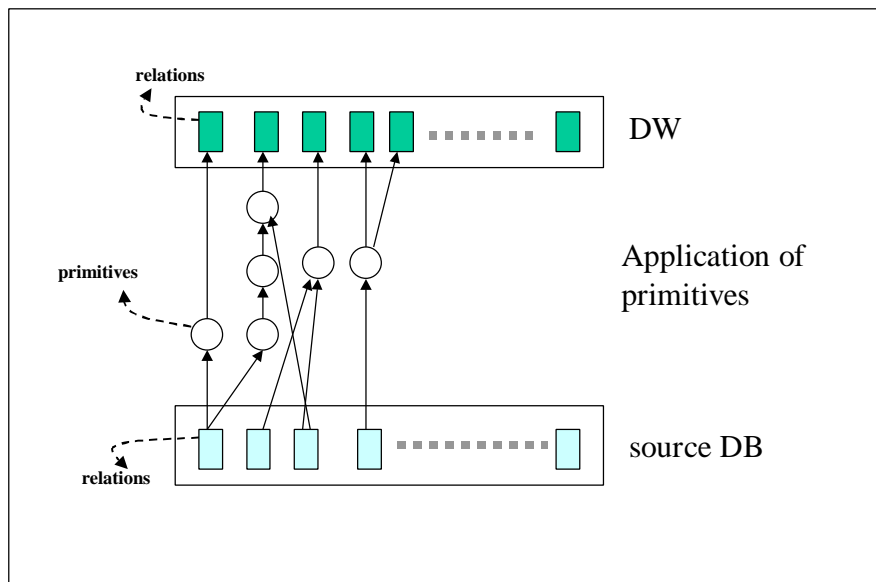 relations
DW
primitives
Application of
primitives
source DB
relations